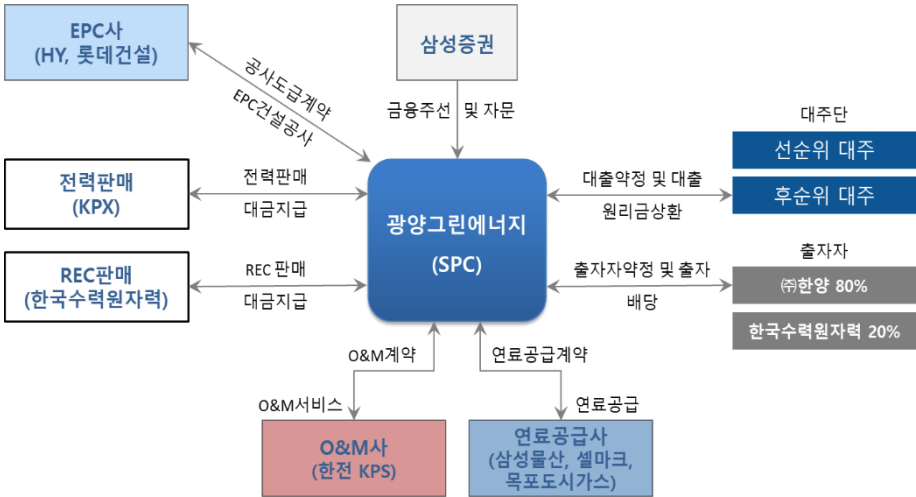 EPC사
(HY, 롯데건설)
삼성증권
공사도급계약
EPC건설공사
금융주선 및 자문
대주단
선순위 대주
후순위 대주
전력판매
(KPX)
전력판매
대금지급
광양그린에너지
(SPC)
대출약정 및 대출
원리금상환
REC판매
(한국수력원자력)
REC 판매
대금지급
출자자약정 및 출자
배당
출자자
㈜한양 80%
한국수력원자력 20%
O&M계약
연료공급계약
O&M서비스
연료공급
O&M사
(한전 KPS)
연료공급사
(삼성물산, 셀마크,
목포도시가스)